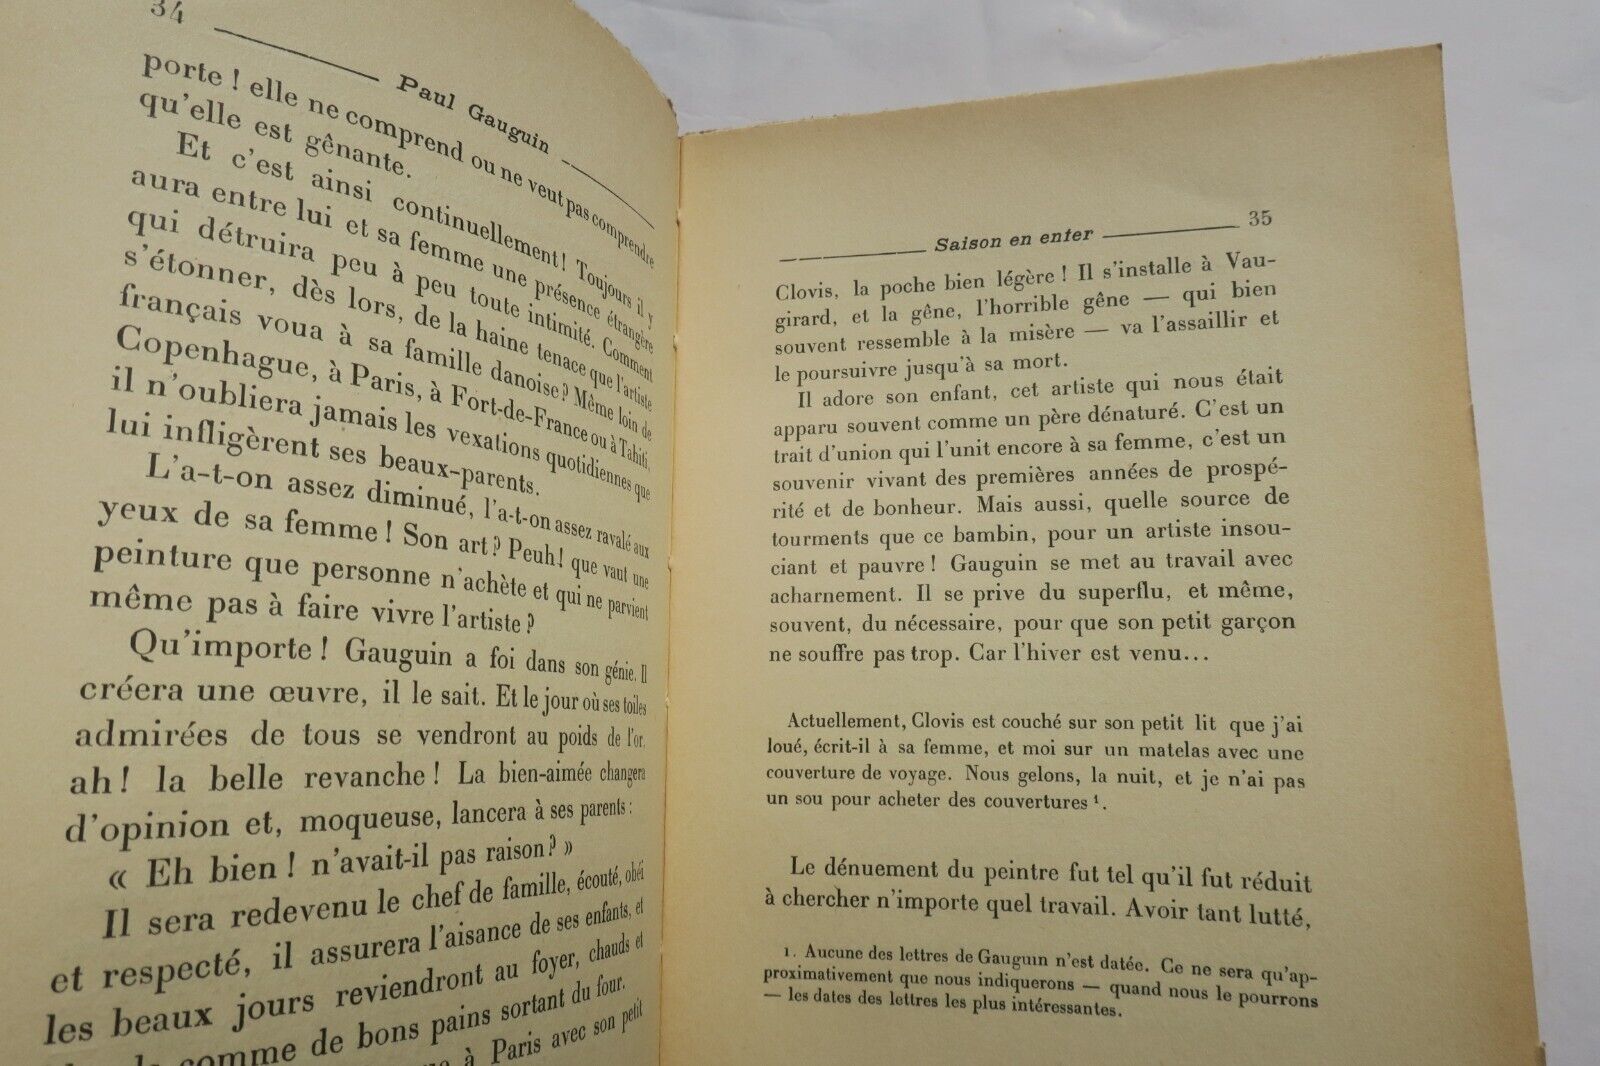 34
Paul Gauguin
porte ! elle ne comprend ou ne veut pas comprendre
qu'elle est gênante.
Et c'est ainsi continuellement ! Toujours il y
aura entre lui et sa femme une présence étrangère
qui détruira peu à peu toute intimité. Comment
s'étonner, dès lors, de la haine tenace que l'artiste
français voua à sa famille danoise ? Même loin de
Copenhague, à Paris, à Fort-de-France ou à Tahiti,
il n'oubliera jamais les vexations quotidiennes que
lui infligèrent ses beaux-parents.
L'a-t-on assez diminué, l'a-t-on assez ravalé aux
yeux de sa femme ! Son art ? Peuh ! que vaut une
peinture que personne n'achète et qui ne parvient
même pas à faire vivre l'artiste ?
Qu'importe ! Gauguin a foi dans son génie. Il
créera une œuvre, il le sait. Et le jour où ses toiles
admirées de tous se vendront au poids de l'or,
ah ! la belle revanche ! La bien-aimée changera
d'opinion et, moqueuse, lancera à ses parents :
« Eh bien ! n'avait-il pas raison ? »
Il sera redevenu le chef de famille, écouté, obéi
et respecté, il assurera l'aisance de ses enfants, et
les beaux jours reviendront au foyer, chauds et
comme de bons pains sortant du four.
à Paris avec son petit
Saison en enfer
35
Clovis, la poche bien légère ! Il s'installe à Vau-
girard, et la gêne, l'horrible gêne — qui bien
souvent ressemble à la misère — va l'assaillir et
le poursuivre jusqu'à sa mort.
Il adore son enfant, cet artiste qui nous était
apparu souvent comme un père dénaturé. C'est un
trait d'union qui l'unit encore à sa femme, c'est un
souvenir vivant des premières années de prospé-
rité et de bonheur. Mais aussi, quelle source de
tourments que ce bambin, pour un artiste insou-
ciant et pauvre ! Gauguin se met au travail avec
acharnement. Il se prive du superflu, et même,
souvent, du nécessaire, pour que son petit garçon
ne souffre pas trop. Car l'hiver est venu...
Actuellement, Clovis est couché sur son petit lit que j'ai
loué, écrit-il à sa femme, et moi sur un matelas avec une
couverture de voyage. Nous gelons, la nuit, et je n'ai pas
un sou pour acheter des couvertures ¹.
Le dénuement du peintre fut tel qu'il fut réduit
à chercher n'importe quel travail. Avoir tant lutté,
1. Aucune des lettres de Gauguin n'est datée. Ce ne sera qu'ap-
proximativement que nous indiquerons — quand nous le pourrons
— les dates des lettres les plus intéressantes.